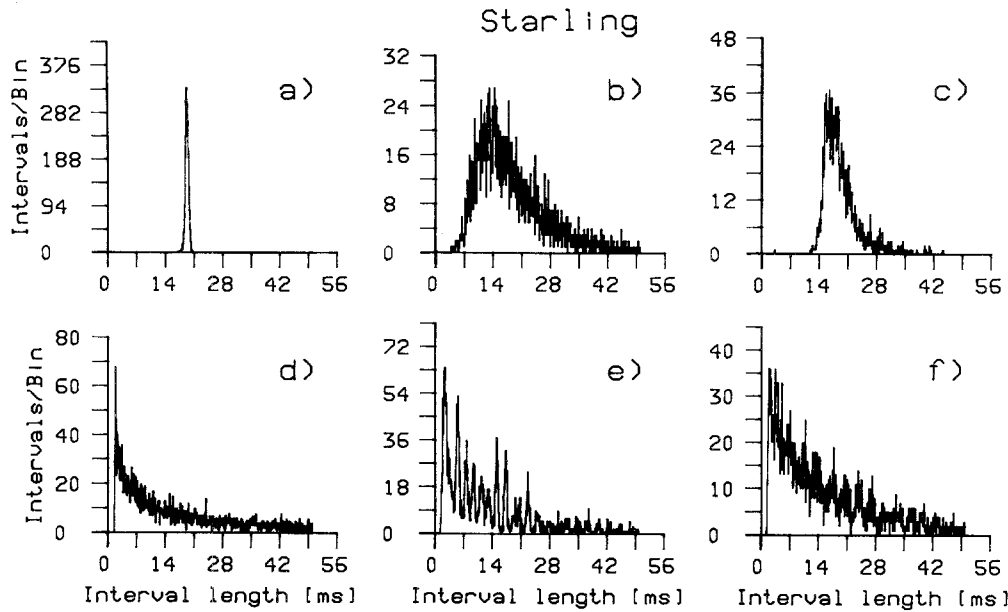 Starling
Intervals/Bin
376
282
188
94
0
0 14 28 42 56
a)
32
24
16
8
0
0 14 28 42 56
b)
48
36
24
12
0
0 14 28 42 56
c)
Intervals/Bin
80
60
40
20
0
0 14 28 42 56
Interval length [ms]
d)
72
54
36
18
0
0 14 28 42 56
Interval length [ms]
e)
40
30
20
10
0
0 14 28 42 56
Interval length [ms]
f)